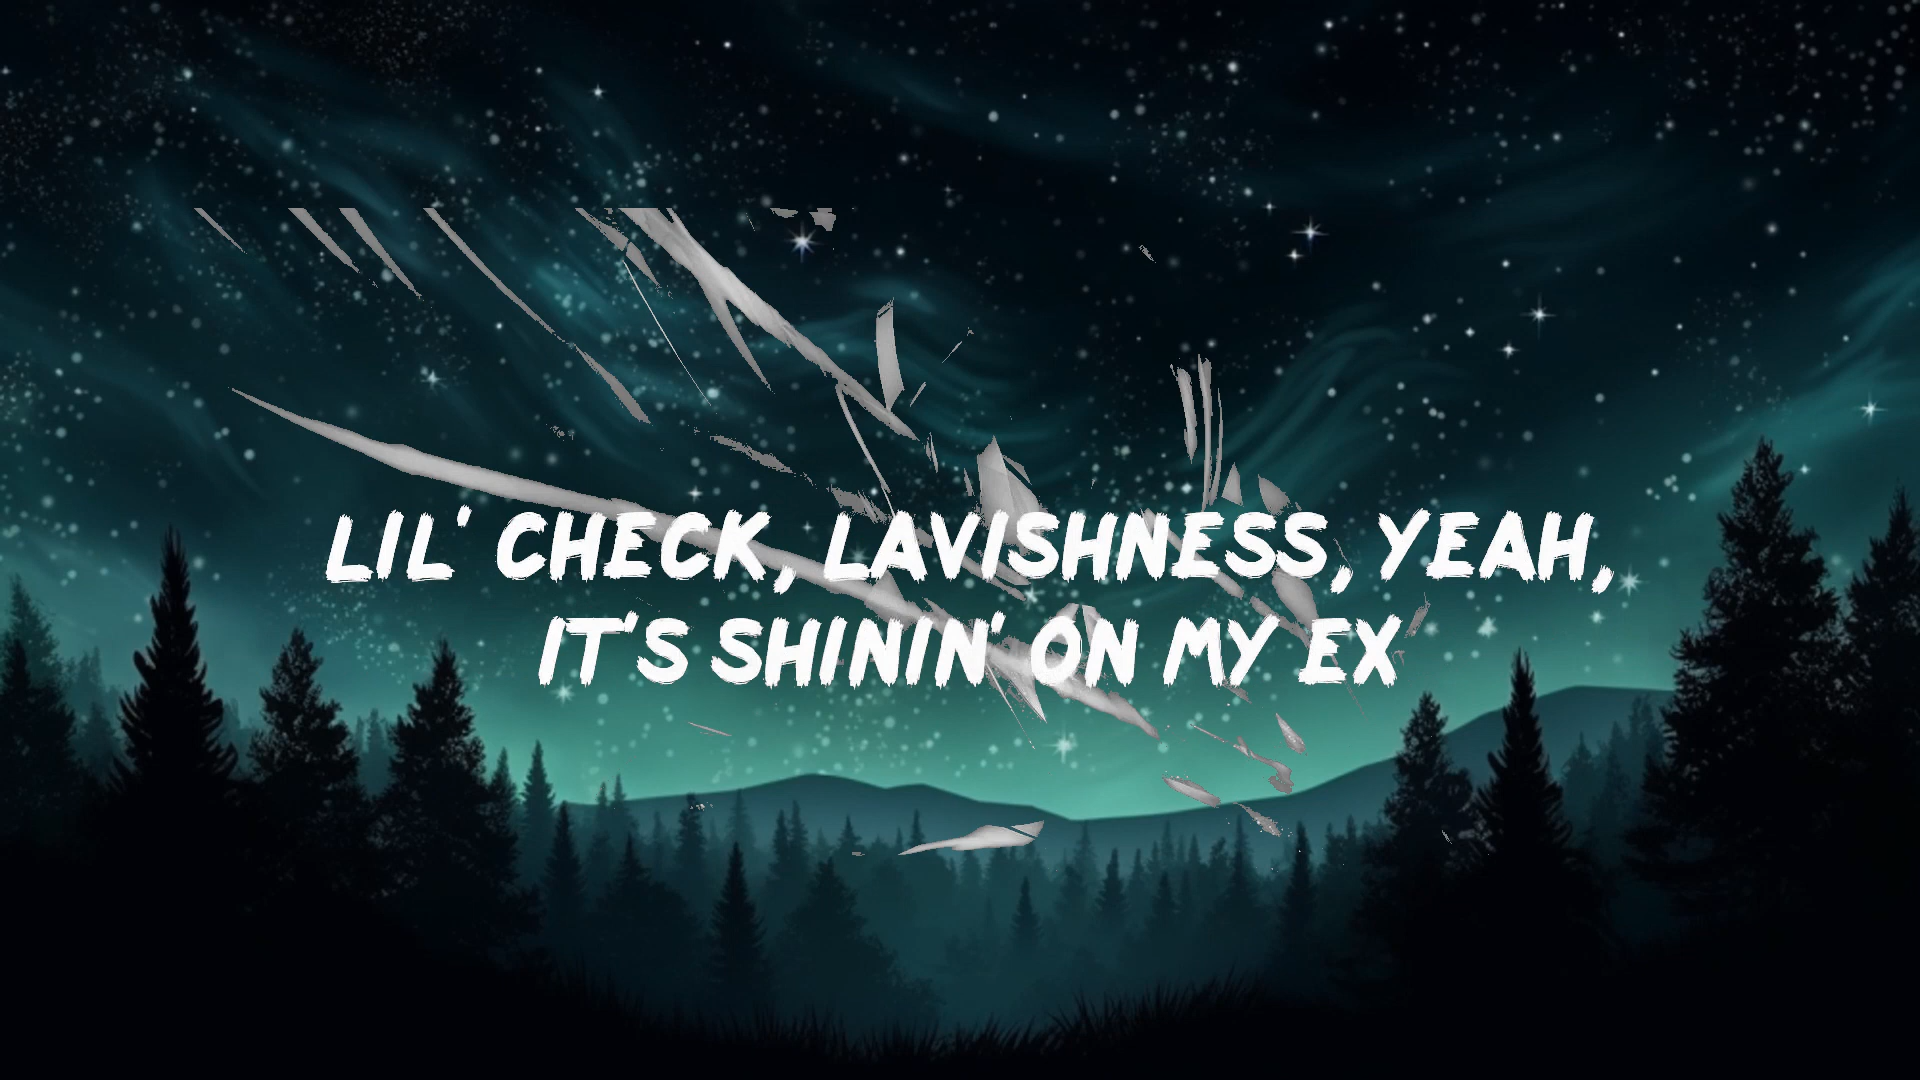 LIL' CHECK, LAVISHNESS, YEAH,
IT'S SHININ' ON MY EX